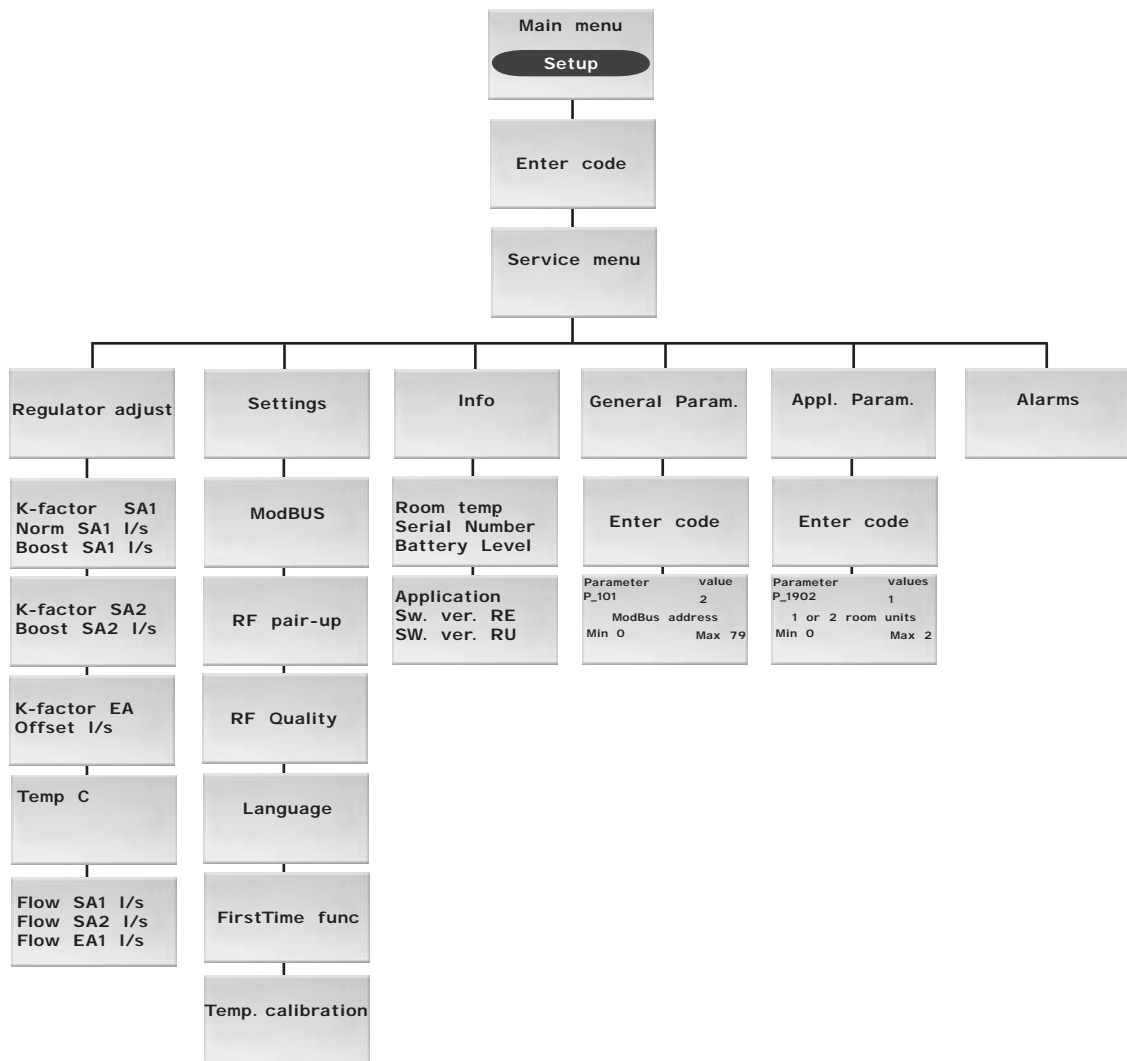 Main menu
Setup
Enter code
Service menu
Regulator adjust
Settings
Info
General Param.
Appl. Param.
Alarms
K-factor SA1
Norm SA1 l/s
Boost SA1 l/s
K-factor SA2
Boost SA2 l/s
K-factor EA
Offset l/s
Temp C
Flow SA1 l/s
Flow SA2 l/s
Flow EA1 l/s
ModBUS
RF pair-up
RF Quality
Language
FirstTime func
Temp. calibration
Room temp
Serial Number
Battery Level
Application
Sw. ver. RE
SW. ver. RU
Enter code
Parameter value
P_101 2
ModBus address
Min 0 Max 79
Enter code
Parameter values
P_1902 1
1 or 2 room units
Min 0 Max 2